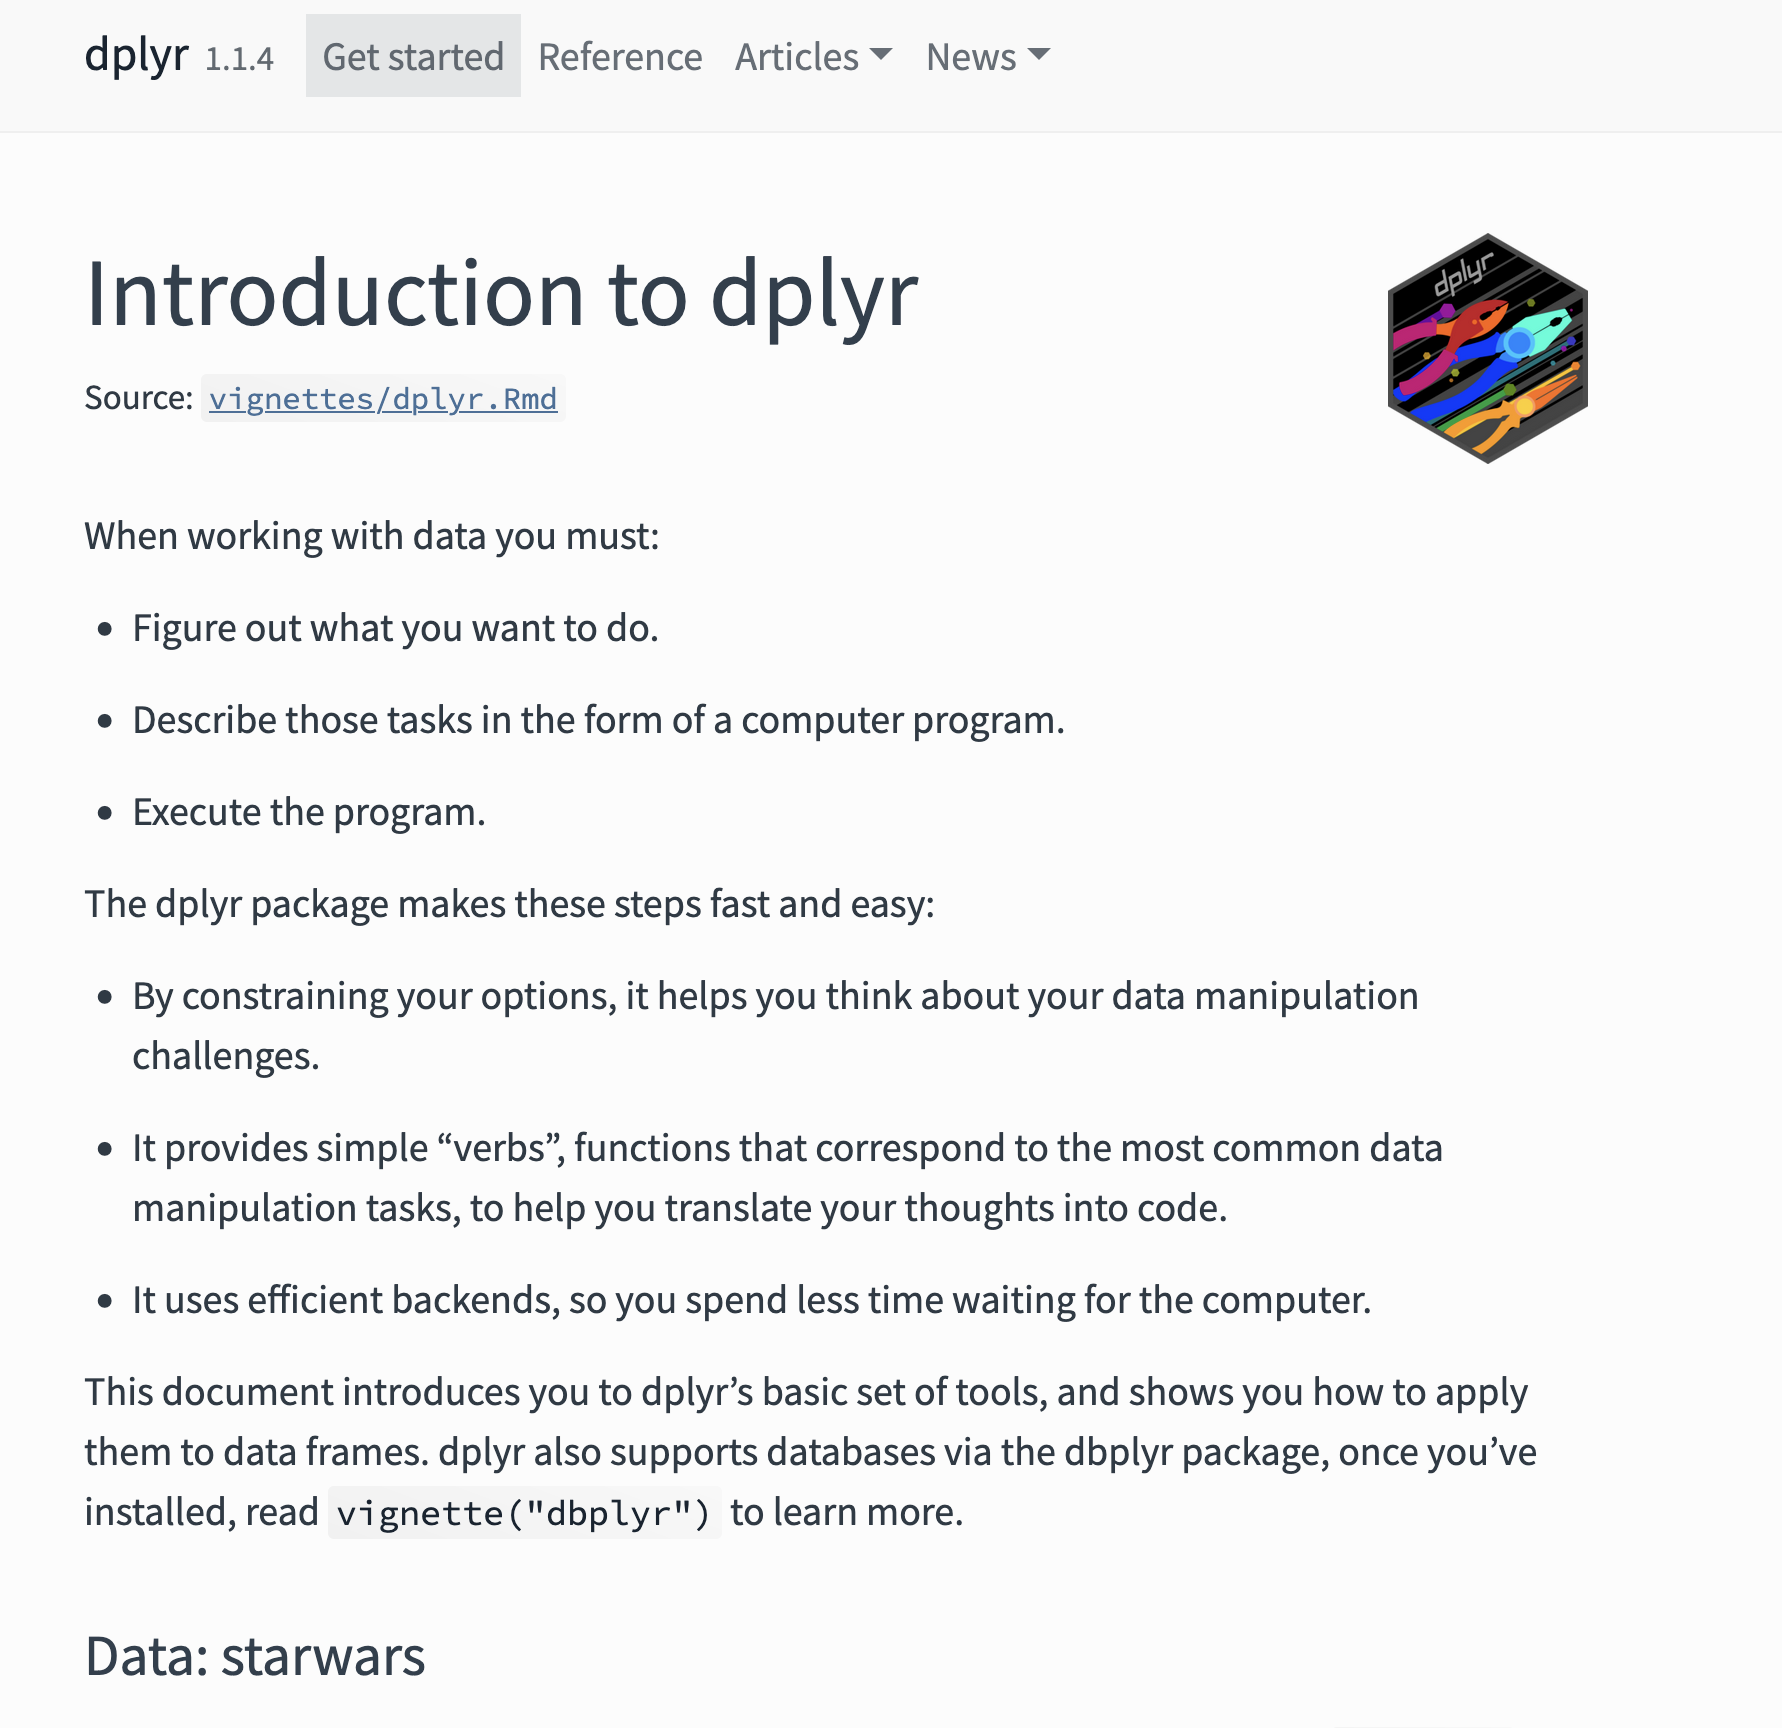 dplyr 1.1.4 Get started Reference Articles News
Introduction to dplyr
dplyr
Source: vignettes/dplyr.Rmd
When working with data you must:
• Figure out what you want to do.
• Describe those tasks in the form of a computer program.
• Execute the program.
The dplyr package makes these steps fast and easy:
• By constraining your options, it helps you think about your data manipulation
challenges.
• It provides simple “verbs”, functions that correspond to the most common data
manipulation tasks, to help you translate your thoughts into code.
• It uses efficient backends, so you spend less time waiting for the computer.
This document introduces you to dplyr’s basic set of tools, and shows you how to apply
them to data frames. dplyr also supports databases via the dbplyr package, once you’ve
installed, read vignette("dbplyr") to learn more.
Data: starwars